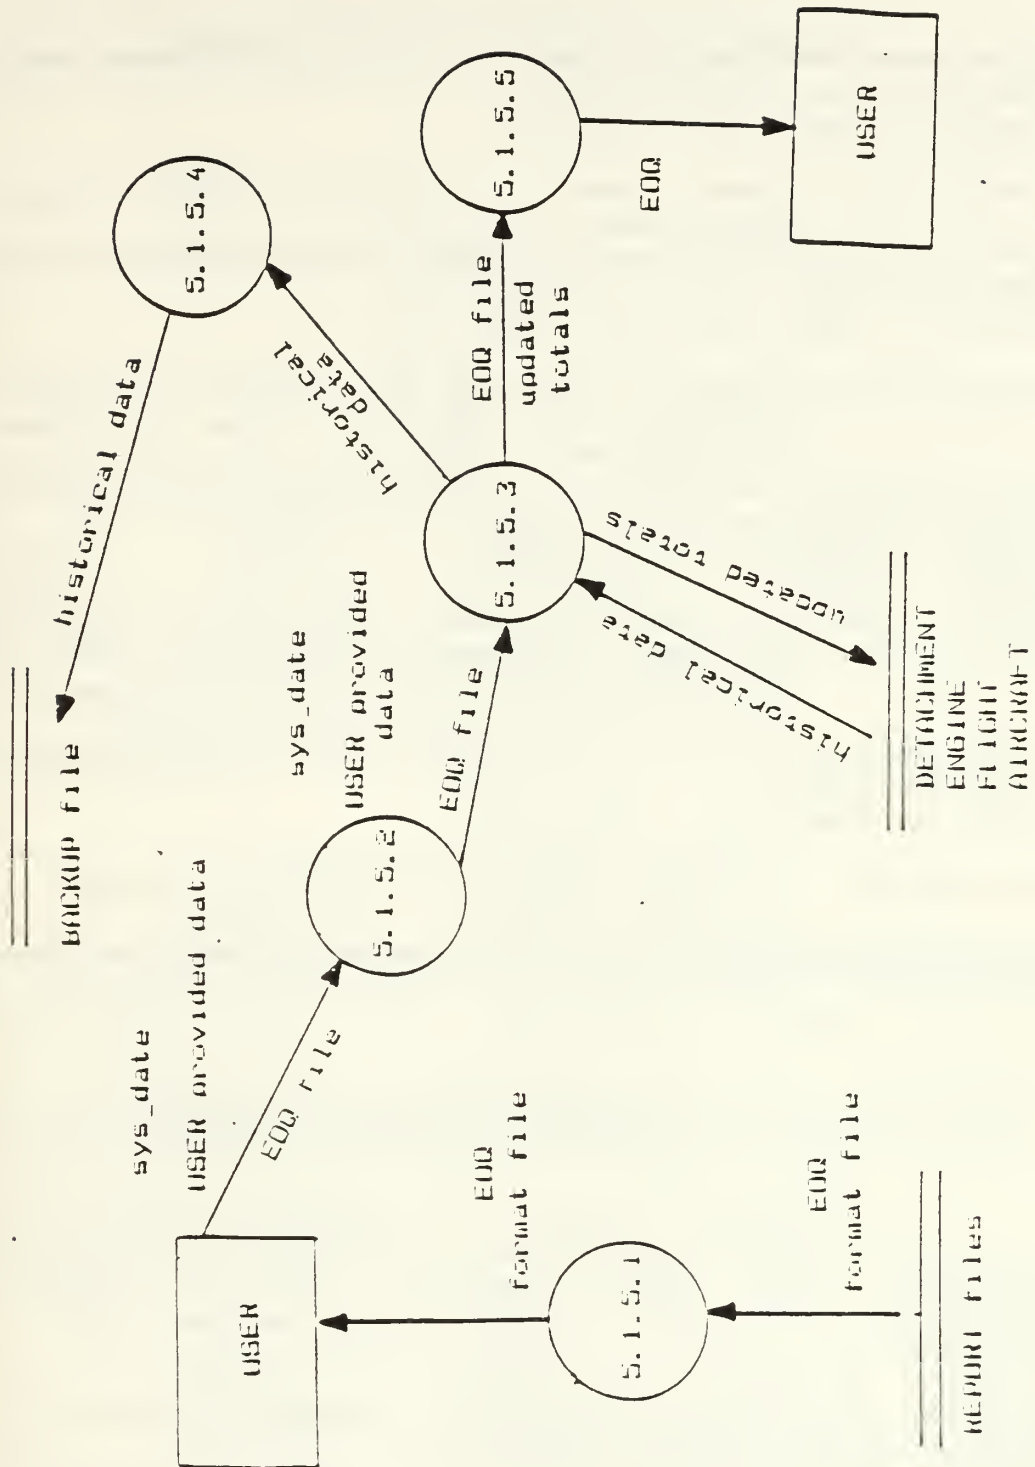 BACKUP file
historical data
5.1.5.4
historical
data
sys_date
USER provided data
EOQ file
5.1.5.2
sys_date
USER provided
data
EOQ file
5.1.5.3
EOQ file
updated
totals
5.1.5.5
USER
EOQ
format file
5.1.5.1
EOQ
format file
REPORT files
historical data
updated totals
DETACHMENT
ENGINE
FLIGHT
AIRCRAFT
EOQ
USER